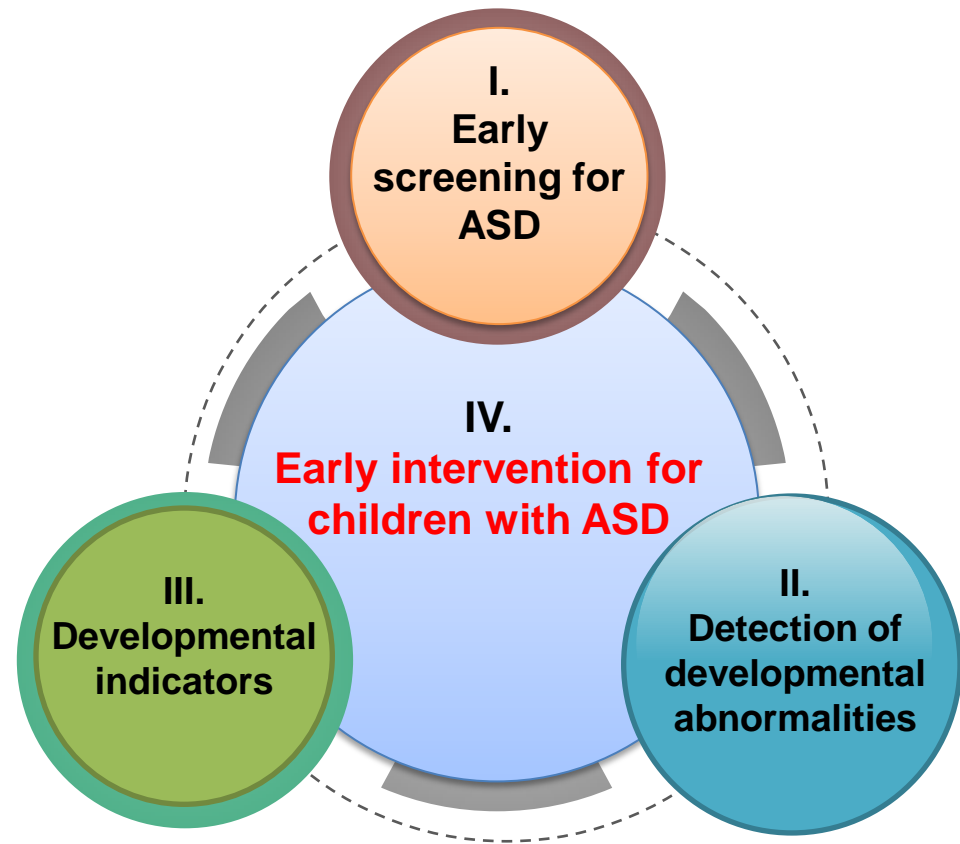 I.
Early
screening for
ASD
II.
Detection of
developmental
abnormalities
III.
Developmental
indicators
IV.
Early intervention for
children with ASD